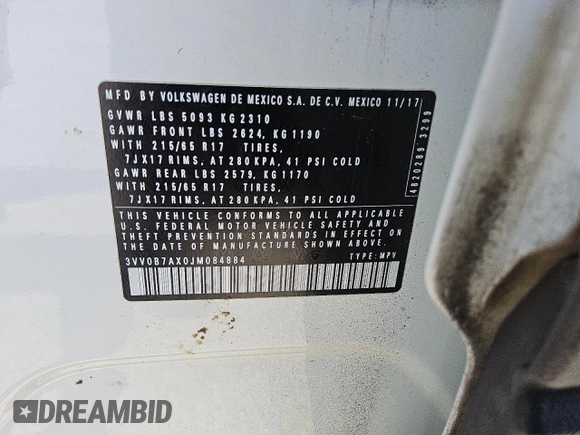 MFD BY VOLKSWAGEN DE MEXICO S.A. DE C.V. MEXICO 11/17
GVWR LBS 5093 KG 2310
GAWR FRONT LBS 2624, KG 1190
WITH 215/65 R17 TIRES,
7JX17 RIMS, AT 280 KPA, 41 PSI COLD
GAWR REAR LBS 2579, KG 1170
WITH 215/65 R17 TIRES,
7JX17 RIMS, AT 280 KPA, 41 PSI COLD
THIS VEHICLE CONFORMS TO ALL APPLICABLE
U.S. FEDERAL MOTOR VEHICLE SAFETY AND
THEFT PREVENTION STANDARDS IN EFFECT ON
THE DATE OF MANUFACTURE SHOWN ABOVE.
3VV0B7AX0JM084884 TYPE: MPV
4820289 3299
DREAMBID